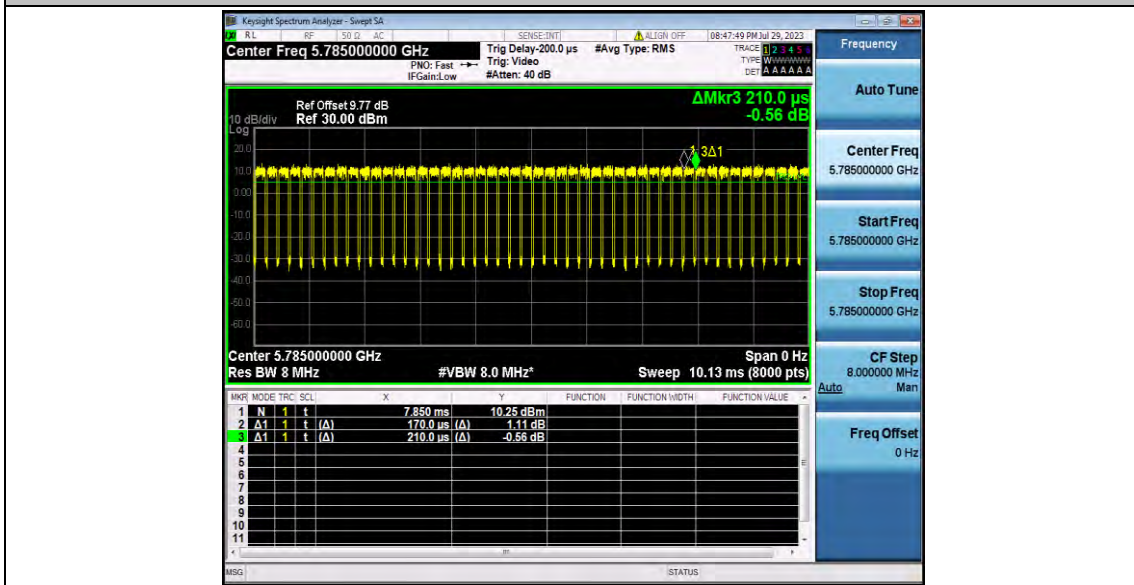 Keysight Spectrum Analyzer - Swept SA
RL RF 50 Ω AC SENSE:INT ALIGN OFF 08:47:49 PM Jul 29, 2023
Center Freq 5.785000000 GHz
PNO: Fast
IFGain:Low
Trig Delay-200.0 µs
Trig: Video
#Atten: 40 dB
#Avg Type: RMS
TRACE 1 2 3 4 5 6
TYPE WWWWWW
DET A A A A A A
Frequency
Auto Tune
Center Freq
5.785000000 GHz
Start Freq
5.785000000 GHz
Stop Freq
5.785000000 GHz
CF Step
8.000000 MHz
Auto Man
Freq Offset
0 Hz
ΔMkr3 210.0 µs
-0.56 dB
Ref Offset 9.77 dB
10 dB/div Ref 30.00 dBm
Log
20.0
10.0
0.00
-10.0
-20.0
-30.0
-40.0
-50.0
-60.0
1 3Δ1
Center 5.785000000 GHz Span 0 Hz
Res BW 8 MHz #VBW 8.0 MHz* Sweep 10.13 ms (8000 pts)
MKR MODE TRC SCL X Y FUNCTION FUNCTION WIDTH FUNCTION VALUE
1 N 1 t 7.850 ms 10.25 dBm
2 Δ1 1 t (Δ) 170.0 µs (Δ) 1.11 dB
3 Δ1 1 t (Δ) 210.0 µs (Δ) -0.56 dB
4
5
6
7
8
9
10
11
MSG STATUS